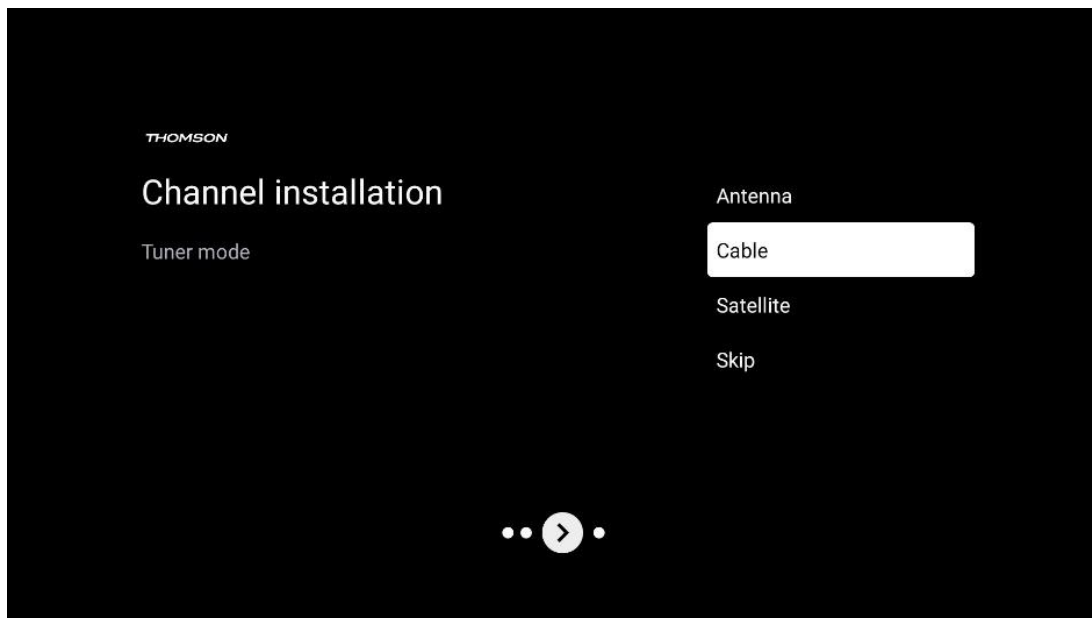 THOMSON
Channel installation
Tuner mode
Antenna
Cable
Satellite
Skip